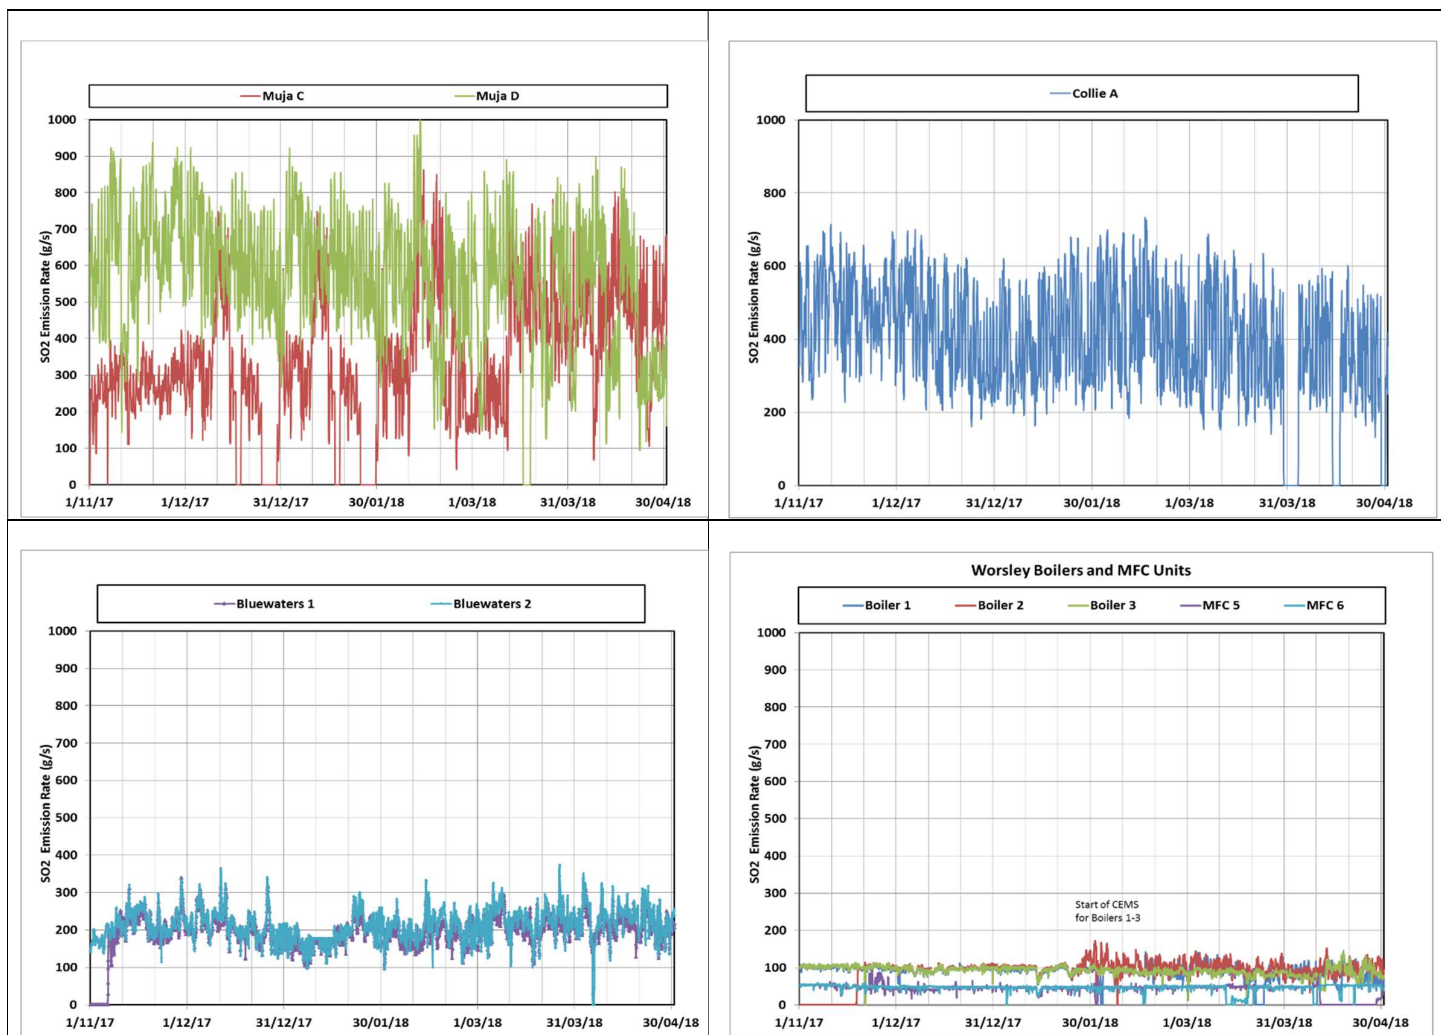 Muja C Muja D
SO2 Emission Rate (g/s)
1000
900
800
700
600
500
400
300
200
100
0
1/11/17 1/12/17 31/12/17 30/01/18 1/03/18 31/03/18 30/04/18
Collie A
SO2 Emission Rate (g/s)
1000
800
600
400
200
0
1/11/17 1/12/17 31/12/17 30/01/18 1/03/18 31/03/18 30/04/18
Bluewaters 1 Bluewaters 2
SO2 Emission Rate (g/s)
1000
900
800
700
600
500
400
300
200
100
0
1/11/17 1/12/17 31/12/17 30/01/18 1/03/18 31/03/18 30/04/18
Worsley Boilers and MFC Units
Boiler 1 Boiler 2 Boiler 3 MFC 5 MFC 6
SO2 Emission Rate (g/s)
1000
900
800
700
600
500
400
300
200
100
0
Start of CEMS
for Boilers 1-3
1/11/17 1/12/17 31/12/17 30/01/18 1/03/18 31/03/18 30/04/18